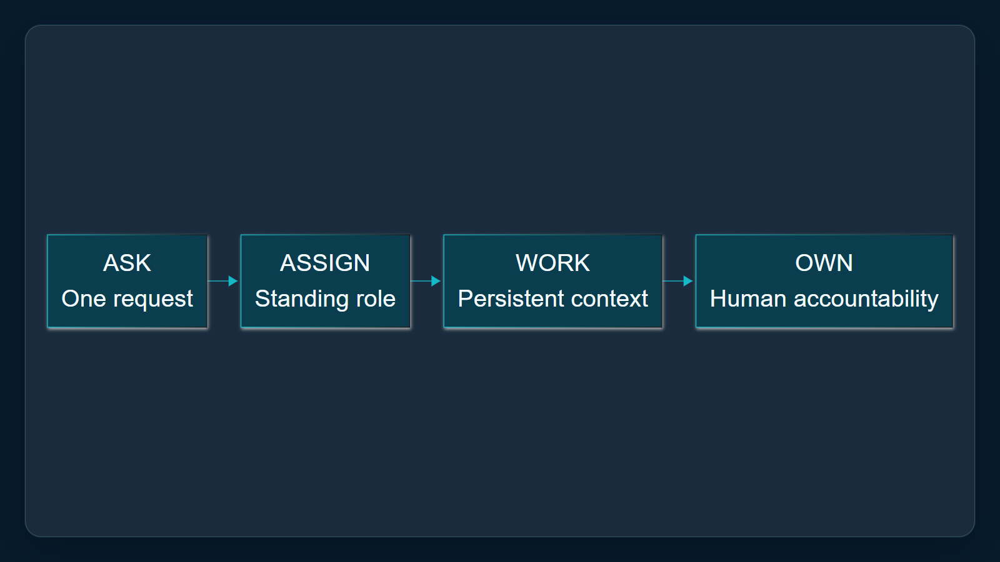 ASK
One request
ASSIGN
Standing role
WORK
Persistent context
OWN
Human accountability